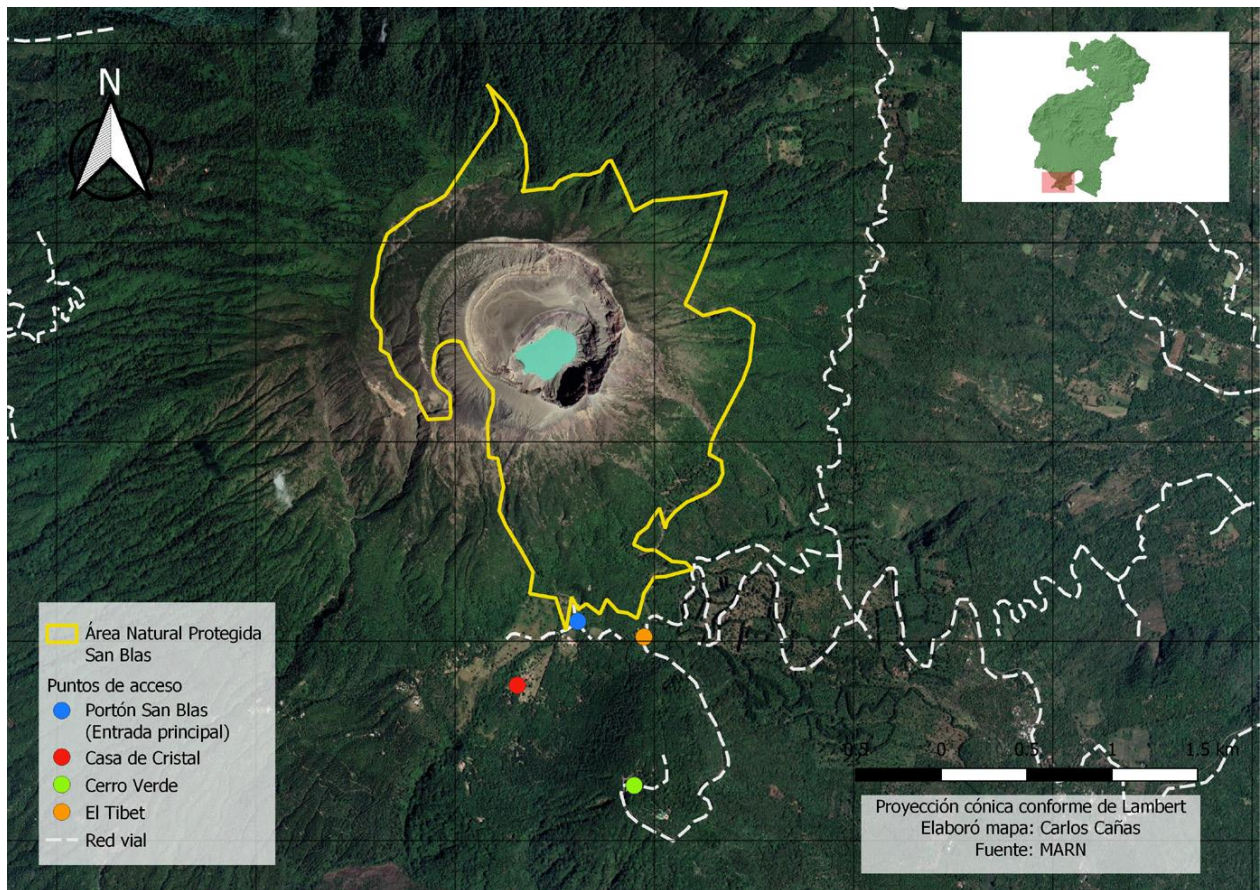 N
Área Natural Protegida
San Blas
Puntos de acceso
Portón San Blas
(Entrada principal)
Casa de Cristal
Cerro Verde
El Tibet
Red vial
0.5 0 0.5 1 1.5 km
Proyección cónica conforme de Lambert
Elaboró mapa: Carlos Cañas
Fuente: MARN